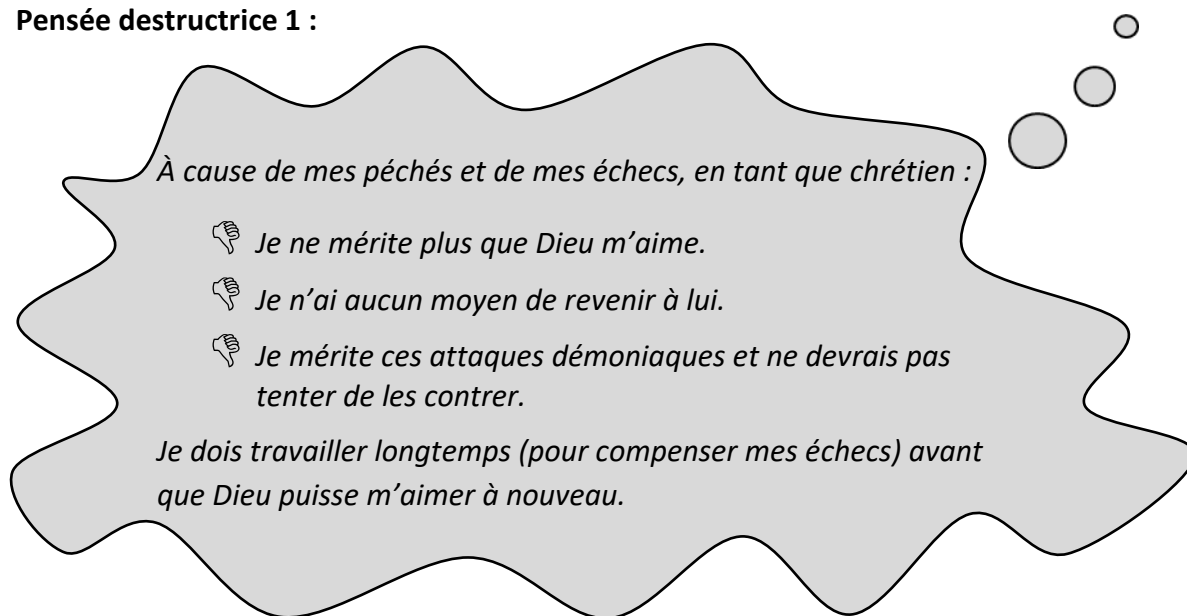 Pensée destructrice 1 :
À cause de mes péchés et de mes échecs, en tant que chrétien :
👎 Je ne mérite plus que Dieu m’aime.
👎 Je n’ai aucun moyen de revenir à lui.
👎 Je mérite ces attaques démoniaques et ne devrais pas
tenter de les contrer.
Je dois travailler longtemps (pour compenser mes échecs) avant
que Dieu puisse m’aimer à nouveau.